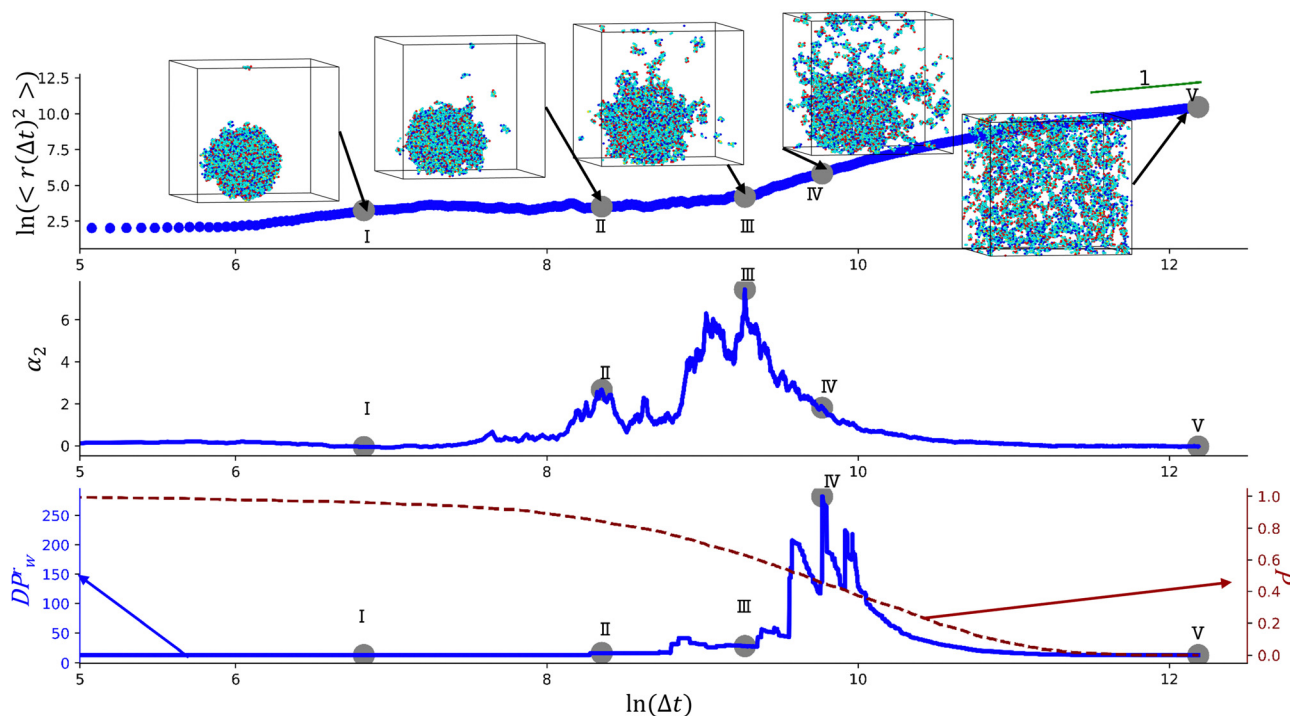 ln(< r(Δt)² >)
12.5
10.0
7.5
5.0
2.5
1
I
II
III
IV
V
5 6 8 10 12
α₂
6
4
2
0
I
II
III
IV
V
5 6 8 10 12
DPʳ_w
250
200
150
100
50
0
I
II
III
IV
V
1.0
0.8
0.6
0.4
0.2
0.0
5 6 8 10 12
ln(Δt)